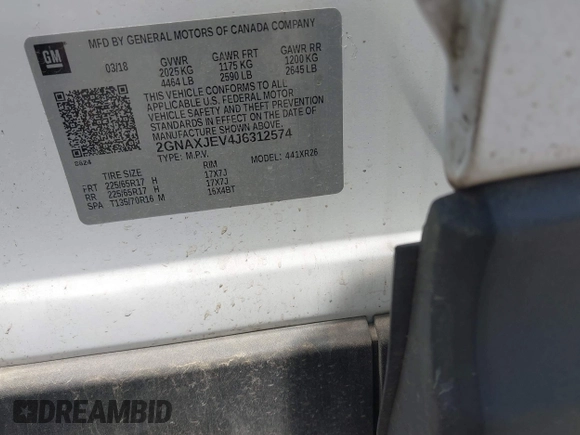 GM
MFD BY GENERAL MOTORS OF CANADA COMPANY
03/18 GVWR GAWR FRT GAWR RR
2025 KG 1175 KG 1200 KG
4464 LB 2590 LB 2645 LB
THIS VEHICLE CONFORMS TO ALL
APPLICABLE U.S. FEDERAL MOTOR
VEHICLE SAFETY AND THEFT PREVENTION
STANDARDS IN EFFECT ON THE DATE OF
MANUFACTURE SHOWN ABOVE.
2GNAXJEV4J6312574
TYPE: M.P.V. MODEL: 441XR26
TIRE SIZE RIM
FRT 225/65R17 H 17X7J
RR 225/65R17 H 17X7J
SPA T135/70R16 M 16X4BT
DREAMBID